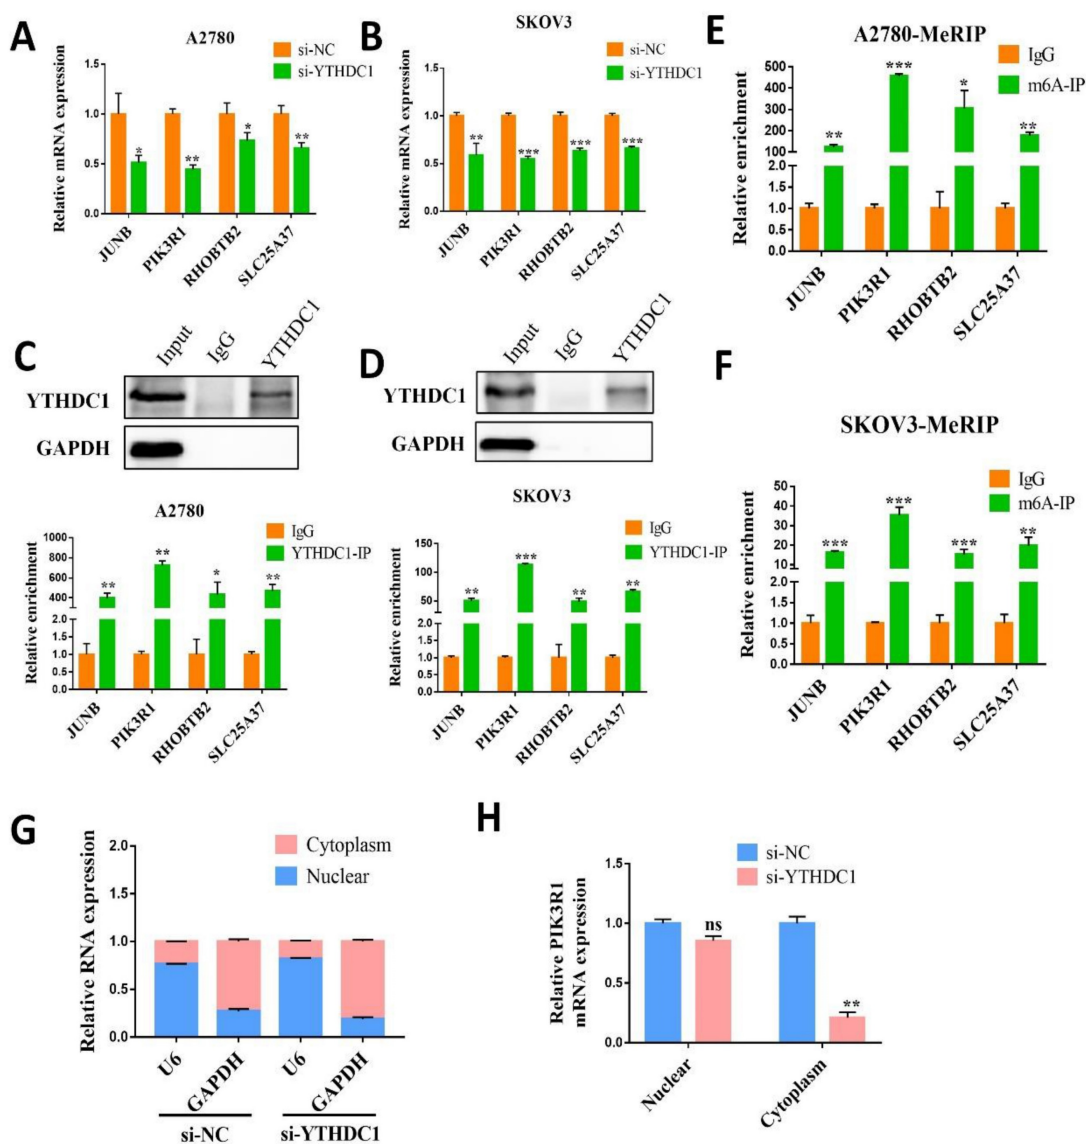 A
A2780
si-NC
si-YTHDC1
Relative mRNA expression
1.5
1.0
0.5
0.0
*
**
*
**
JUNB
PIK3R1
RHOBTB2
SLC25A37
B
SKOV3
si-NC
si-YTHDC1
Relative mRNA expression
1.5
1.0
0.5
0.0
**
***
***
***
JUNB
PIK3R1
RHOBTB2
SLC25A37
E
A2780-MeRIP
IgG
m6A-IP
Relative enrichment
500
400
300
200
100
2.0
1.5
1.0
0.5
0.0
**
***
*
**
JUNB
PIK3R1
RHOBTB2
SLC25A37
C
Input
IgG
YTHDC1
YTHDC1
GAPDH
A2780
IgG
YTHDC1-IP
Relative enrichment
1000
800
600
400
2.0
1.5
1.0
0.5
0.0
**
**
*
**
JUNB
PIK3R1
RHOBTB2
SLC25A37
D
Input
IgG
YTHDC1
YTHDC1
GAPDH
SKOV3
IgG
YTHDC1-IP
Relative enrichment
150
100
50
2.0
1.5
1.0
0.5
0.0
**
***
**
**
JUNB
PIK3R1
RHOBTB2
SLC25A37
F
SKOV3-MeRIP
IgG
m6A-IP
Relative enrichment
50
40
30
20
10
2.0
1.5
1.0
0.5
0.0
***
***
***
**
JUNB
PIK3R1
RHOBTB2
SLC25A37
G
Cytoplasm
Nuclear
Relative RNA expression
2.0
1.5
1.0
0.5
0.0
U6
GAPDH
U6
GAPDH
si-NC
si-YTHDC1
H
si-NC
si-YTHDC1
Relative PIK3R1
mRNA expression
1.5
1.0
0.5
0.0
ns
**
Nuclear
Cytoplasm